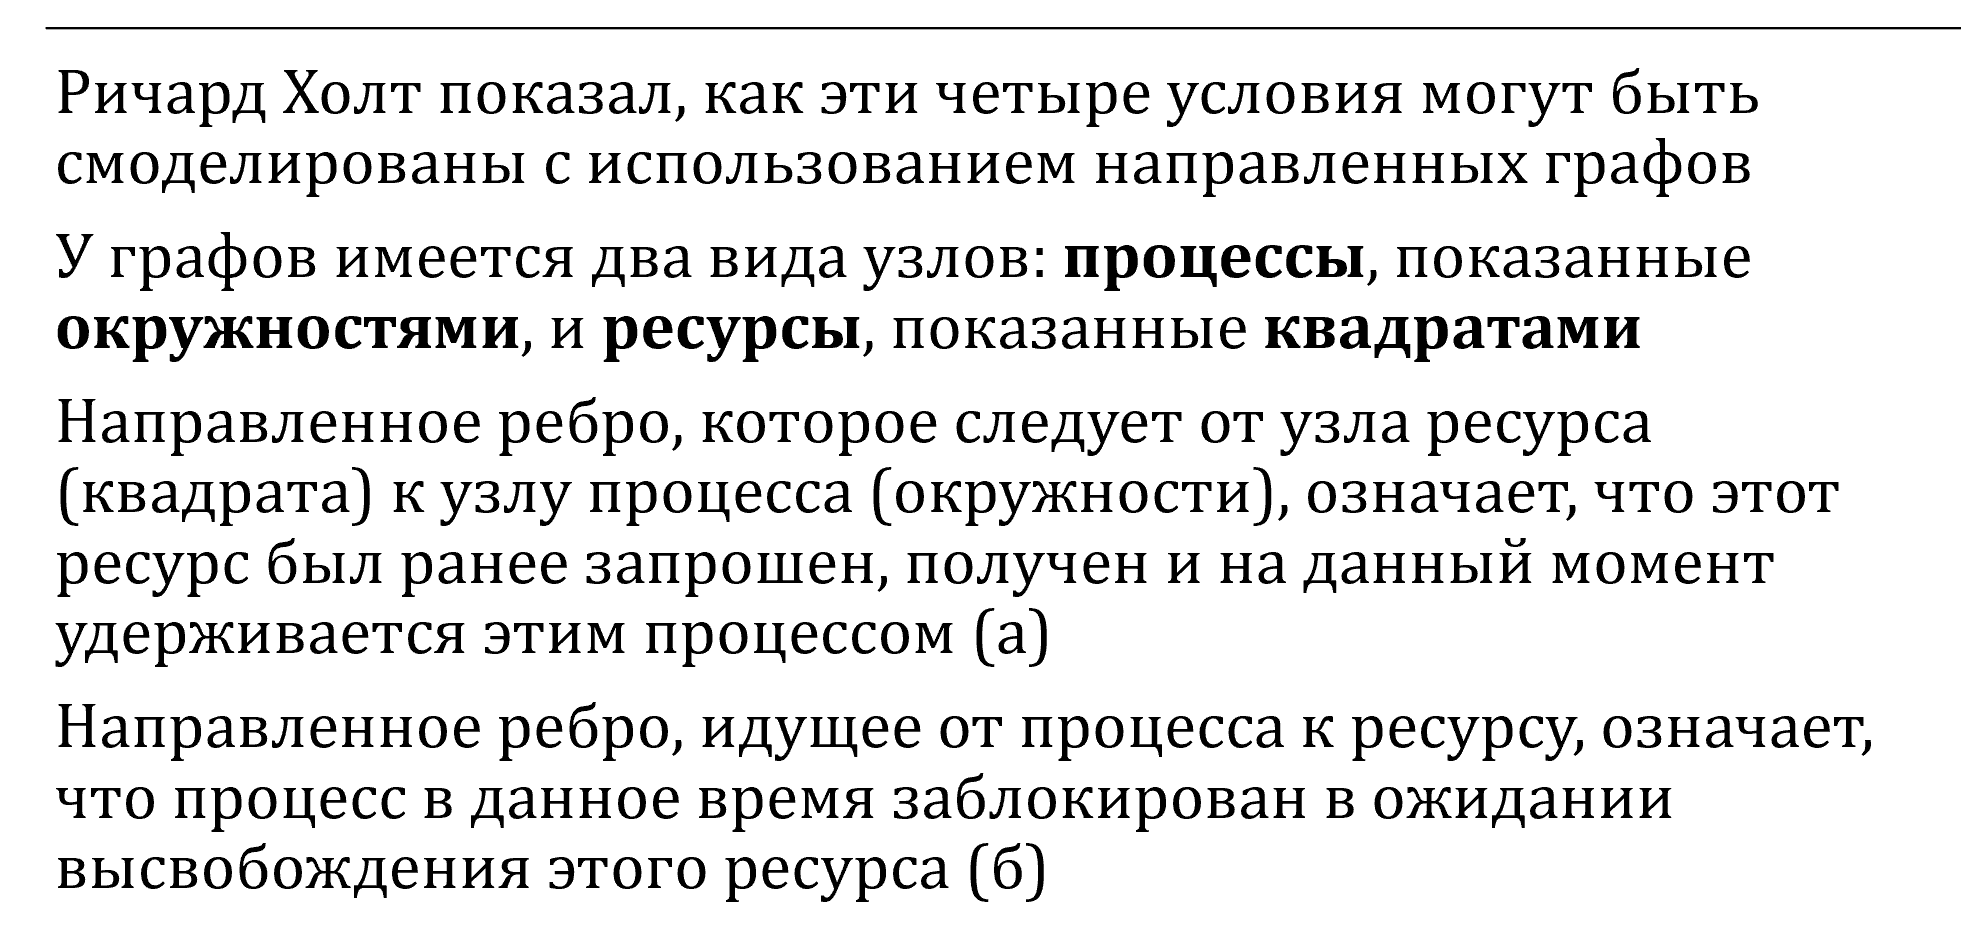 Ричард Холт показал, как эти четыре условия могут быть
смоделированы с использованием направленных графов
У графов имеется два вида узлов: процессы, показанные
окружностями, и ресурсы, показанные квадратами
Направленное ребро, которое следует от узла ресурса
(квадрата) к узлу процесса (окружности), означает, что этот
ресурс был ранее запрошен, получен и на данный момент
удерживается этим процессом (а)
Направленное ребро, идущее от процесса к ресурсу, означает,
что процесс в данное время заблокирован в ожидании
высвобождения этого ресурса (б)